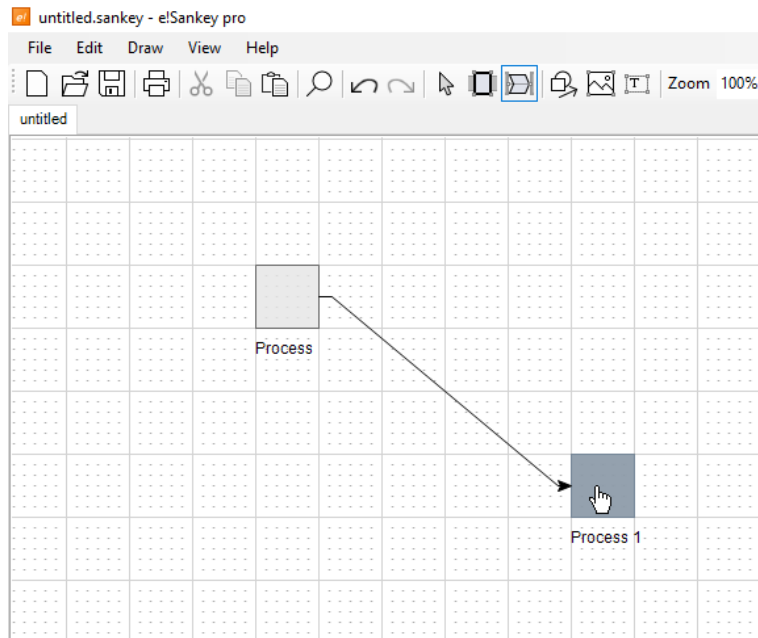 e! untitled.sankey - e!Sankey pro
File Edit Draw View Help
T Zoom 100%
untitled
Process
Process 1